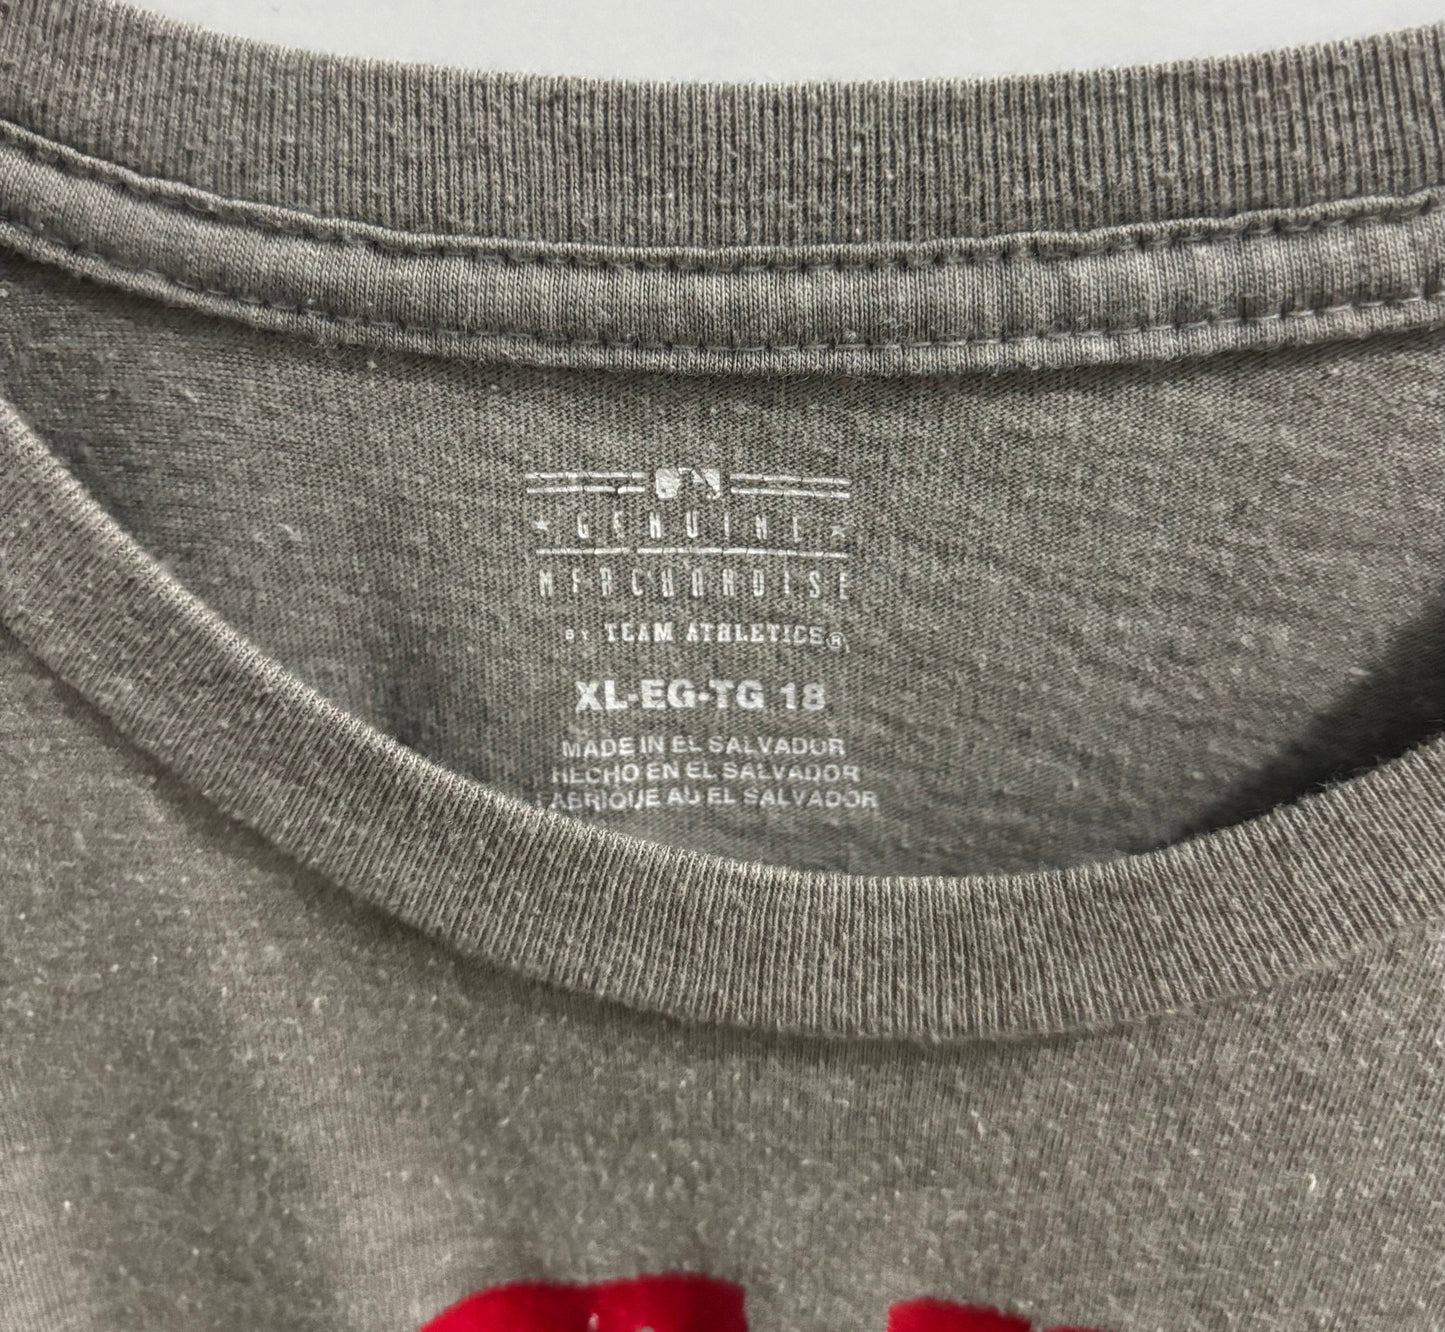 GENUINE
MERCHANDISE
BY TEAM ATHLETICS®
XL-EG-TG 18
MADE IN EL SALVADOR
HECHO EN EL SALVADOR
FABRIQUE AU EL SALVADOR